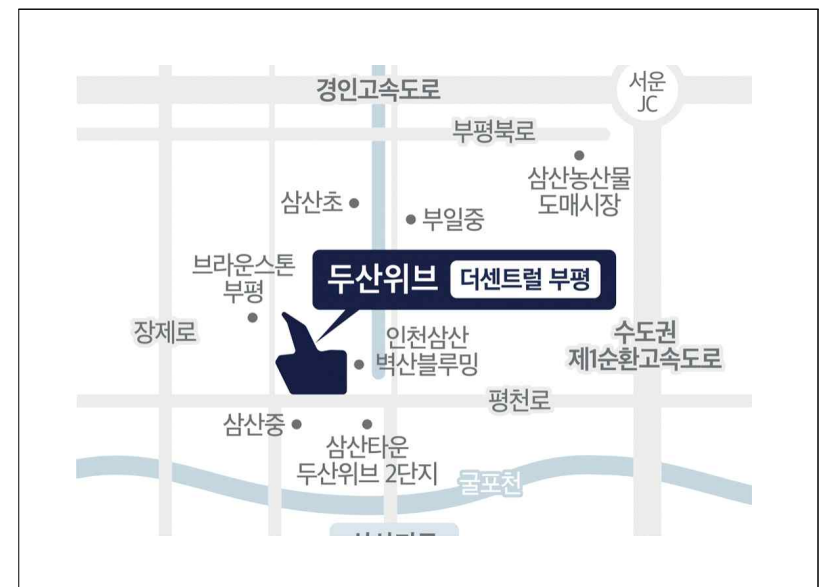 경인고속도로
서운
JC
부평북로
삼산농산물
도매시장
삼산초
부일중
브라운스톤
부평
두산위브 더센트럴 부평
장제로
인천삼산
벽산블루밍
수도권
제1순환고속도로
평천로
삼산중
삼산타운
두산위브 2단지
굴포천